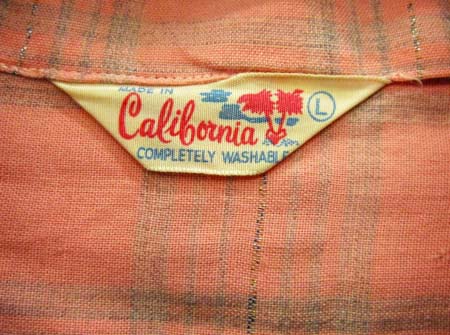 MADE IN
California
L
COMPLETELY WASHABLE